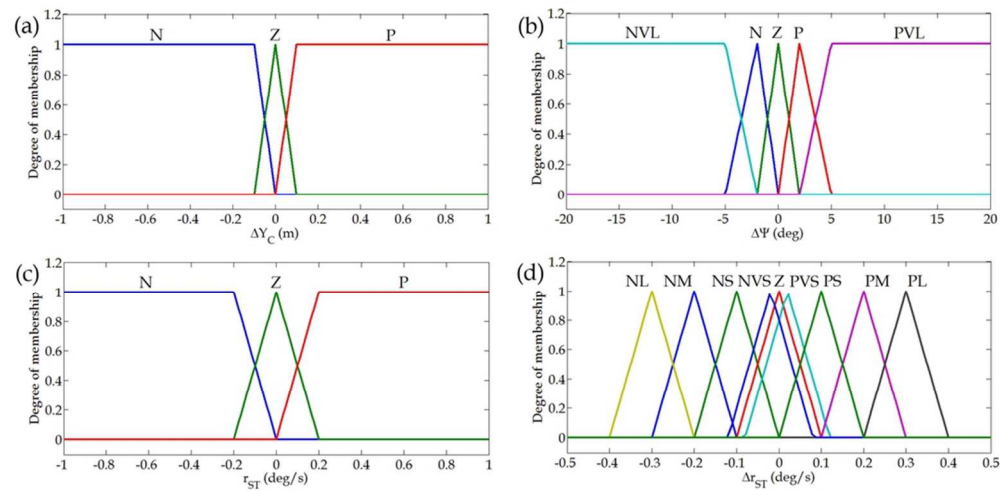 (a)
N Z P
Degree of membership
1.2
1
0.8
0.6
0.4
0.2
0
-1 -0.8 -0.6 -0.4 -0.2 0 0.2 0.4 0.6 0.8 1
ΔY_C (m)
(b)
NVL N Z P PVL
Degree of membership
1.2
1
0.8
0.6
0.4
0.2
0
-20 -15 -10 -5 0 5 10 15 20
ΔΨ (deg)
(c)
N Z P
Degree of membership
1.2
1
0.8
0.6
0.4
0.2
0
-1 -0.8 -0.6 -0.4 -0.2 0 0.2 0.4 0.6 0.8 1
r_ST (deg/s)
(d)
NL NM NS NVS Z PVS PS PM PL
Degree of membership
1.2
1
0.8
0.6
0.4
0.2
0
-0.5 -0.4 -0.3 -0.2 -0.1 0 0.1 0.2 0.3 0.4 0.5
Δr_ST (deg/s)